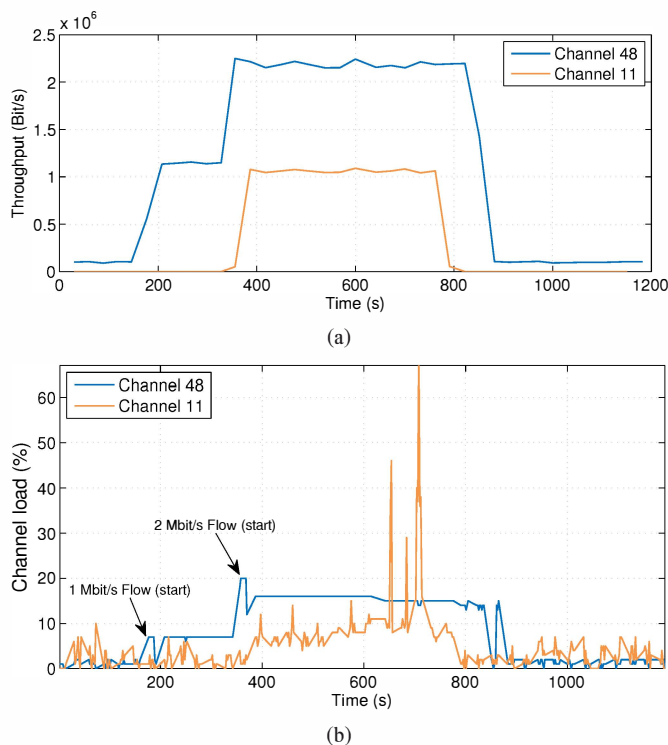 x 10⁶
2.5
2
1.5
1
0.5
0
Throughput (Bit/s)
Channel 48
Channel 11
0 200 400 600 800 1000 1200
Time (s)
(a)
60
50
40
30
20
10
0
Channel load (%)
Channel 48
Channel 11
2 Mbit/s Flow (start)
1 Mbit/s Flow (start)
200 400 600 800 1000
Time (s)
(b)